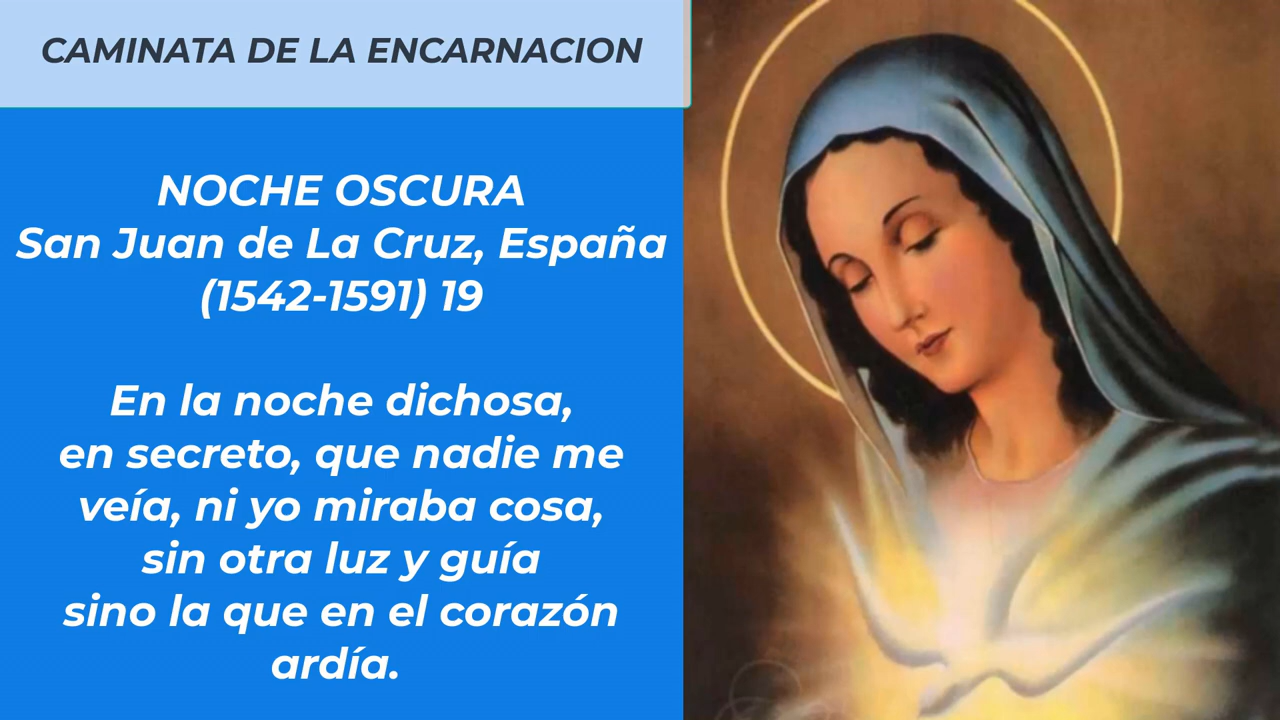 CAMINATA DE LA ENCARNACION
NOCHE OSCURA
San Juan de La Cruz, España
(1542-1591) 19
En la noche dichosa,
en secreto, que nadie me
veía, ni yo miraba cosa,
sin otra luz y guía
sino la que en el corazón
ardía.